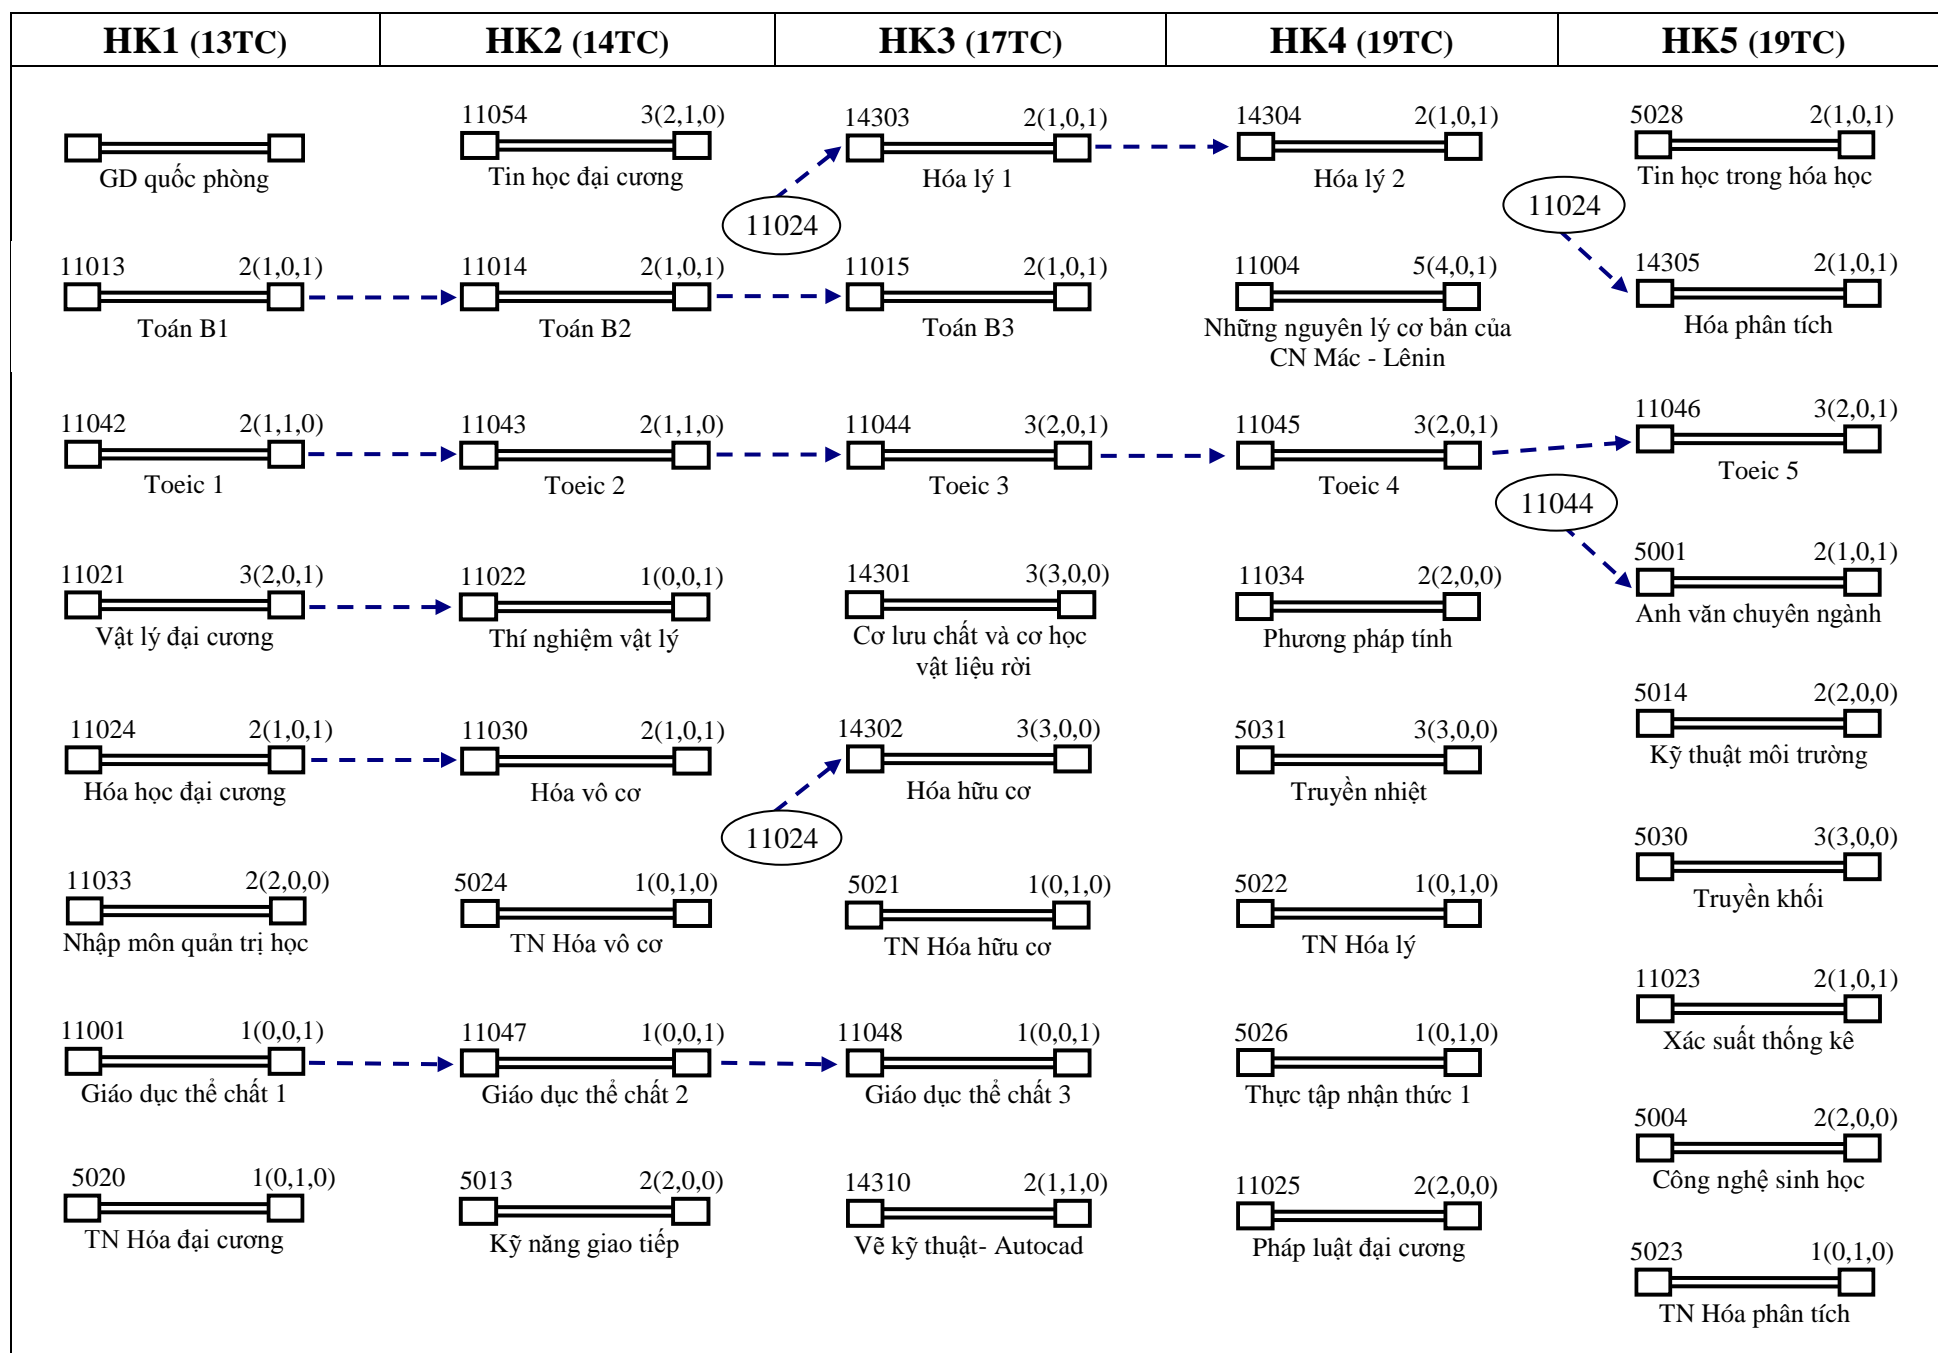 HK1 (13TC)
HK2 (14TC)
HK3 (17TC)
HK4 (19TC)
HK5 (19TC)
GD quốc phòng
11054 3(2,1,0)
Tin học đại cương
14303 2(1,0,1)
Hóa lý 1
14304 2(1,0,1)
Hóa lý 2
5028 2(1,0,1)
Tin học trong hóa học
11024
11024
11013 2(1,0,1)
Toán B1
11014 2(1,0,1)
Toán B2
11015 2(1,0,1)
Toán B3
11004 5(4,0,1)
Những nguyên lý cơ bản của
CN Mác - Lênin
14305 2(1,0,1)
Hóa phân tích
11042 2(1,1,0)
Toeic 1
11043 2(1,1,0)
Toeic 2
11044 3(2,0,1)
Toeic 3
11045 3(2,0,1)
Toeic 4
11046 3(2,0,1)
Toeic 5
11044
11021 3(2,0,1)
Vật lý đại cương
11022 1(0,0,1)
Thí nghiệm vật lý
14301 3(3,0,0)
Cơ lưu chất và cơ học
vật liệu rời
11034 2(2,0,0)
Phương pháp tính
5001 2(1,0,1)
Anh văn chuyên ngành
11024 2(1,0,1)
Hóa học đại cương
11030 2(1,0,1)
Hóa vô cơ
14302 3(3,0,0)
Hóa hữu cơ
5031 3(3,0,0)
Truyền nhiệt
5014 2(2,0,0)
Kỹ thuật môi trường
11024
11033 2(2,0,0)
Nhập môn quản trị học
5024 1(0,1,0)
TN Hóa vô cơ
5021 1(0,1,0)
TN Hóa hữu cơ
5022 1(0,1,0)
TN Hóa lý
5030 3(3,0,0)
Truyền khối
11001 1(0,0,1)
Giáo dục thể chất 1
11047 1(0,0,1)
Giáo dục thể chất 2
11048 1(0,0,1)
Giáo dục thể chất 3
5026 1(0,1,0)
Thực tập nhận thức 1
11023 2(1,0,1)
Xác suất thống kê
5020 1(0,1,0)
TN Hóa đại cương
5013 2(2,0,0)
Kỹ năng giao tiếp
14310 2(1,1,0)
Vẽ kỹ thuật- Autocad
11025 2(2,0,0)
Pháp luật đại cương
5004 2(2,0,0)
Công nghệ sinh học
5023 1(0,1,0)
TN Hóa phân tích